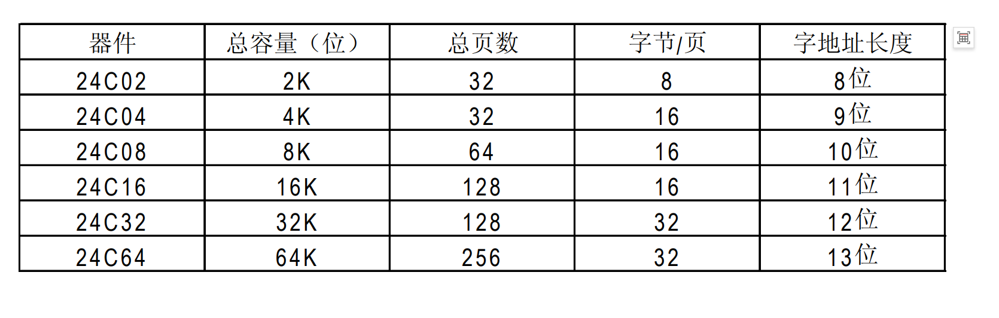 器件 总容量（位） 总页数 字节/页 字地址长度
24C02 2K 32 8 8位
24C04 4K 32 16 9位
24C08 8K 64 16 10位
24C16 16K 128 16 11位
24C32 32K 128 32 12位
24C64 64K 256 32 13位